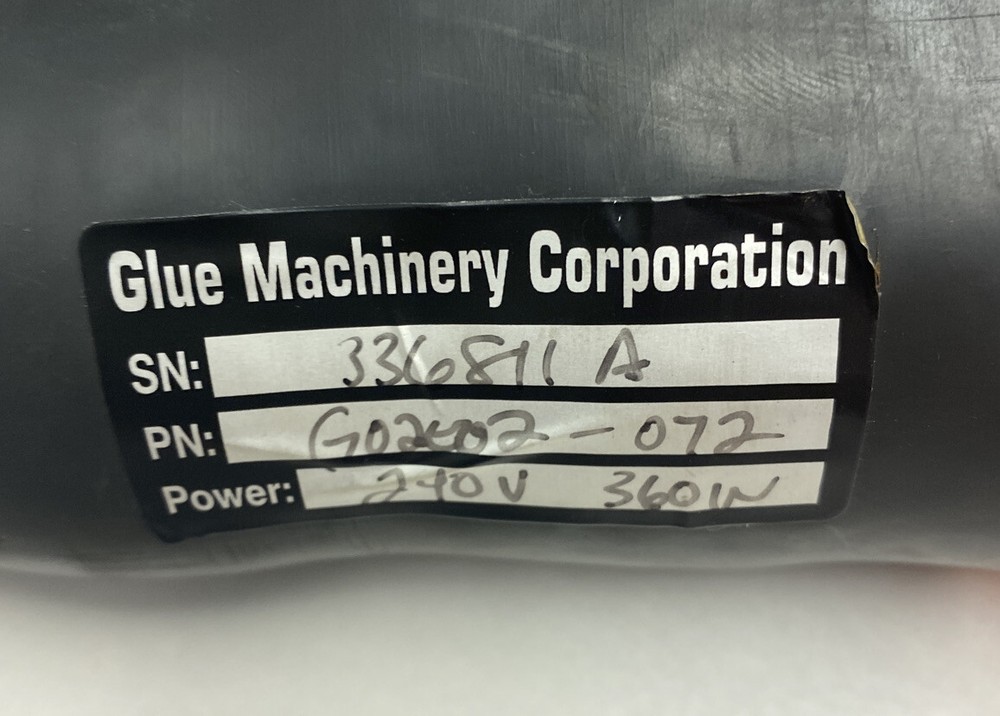 Glue Machinery Corporation
SN: 336811 A
PN: G02402-072
Power: 240V 360W